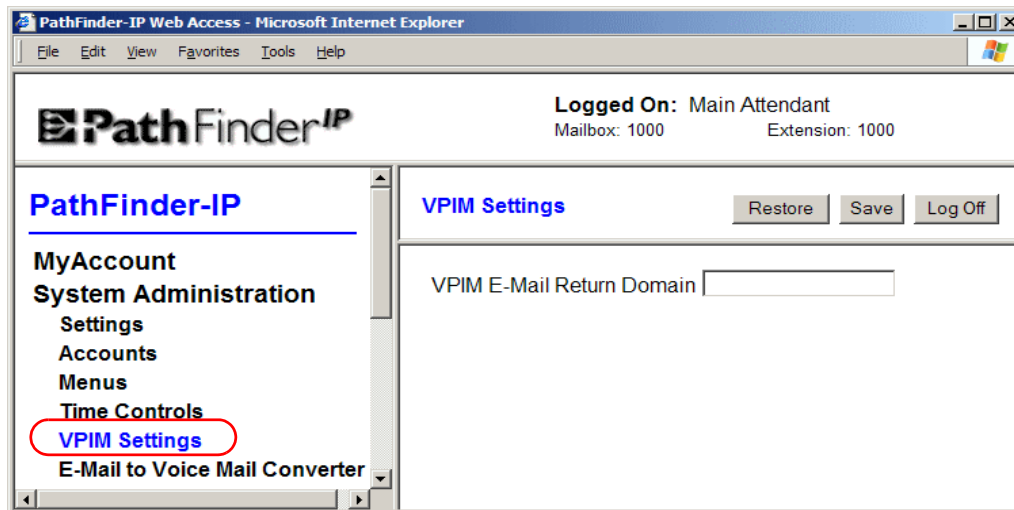 PathFinder-IP Web Access - Microsoft Internet Explorer
File Edit View Favorites Tools Help
PathFinder IP
Logged On: Main Attendant
Mailbox: 1000 Extension: 1000
PathFinder-IP
VPIM Settings Restore Save Log Off
MyAccount
System Administration
Settings
Accounts
Menus
Time Controls
VPIM Settings
E-Mail to Voice Mail Converter
VPIM E-Mail Return Domain